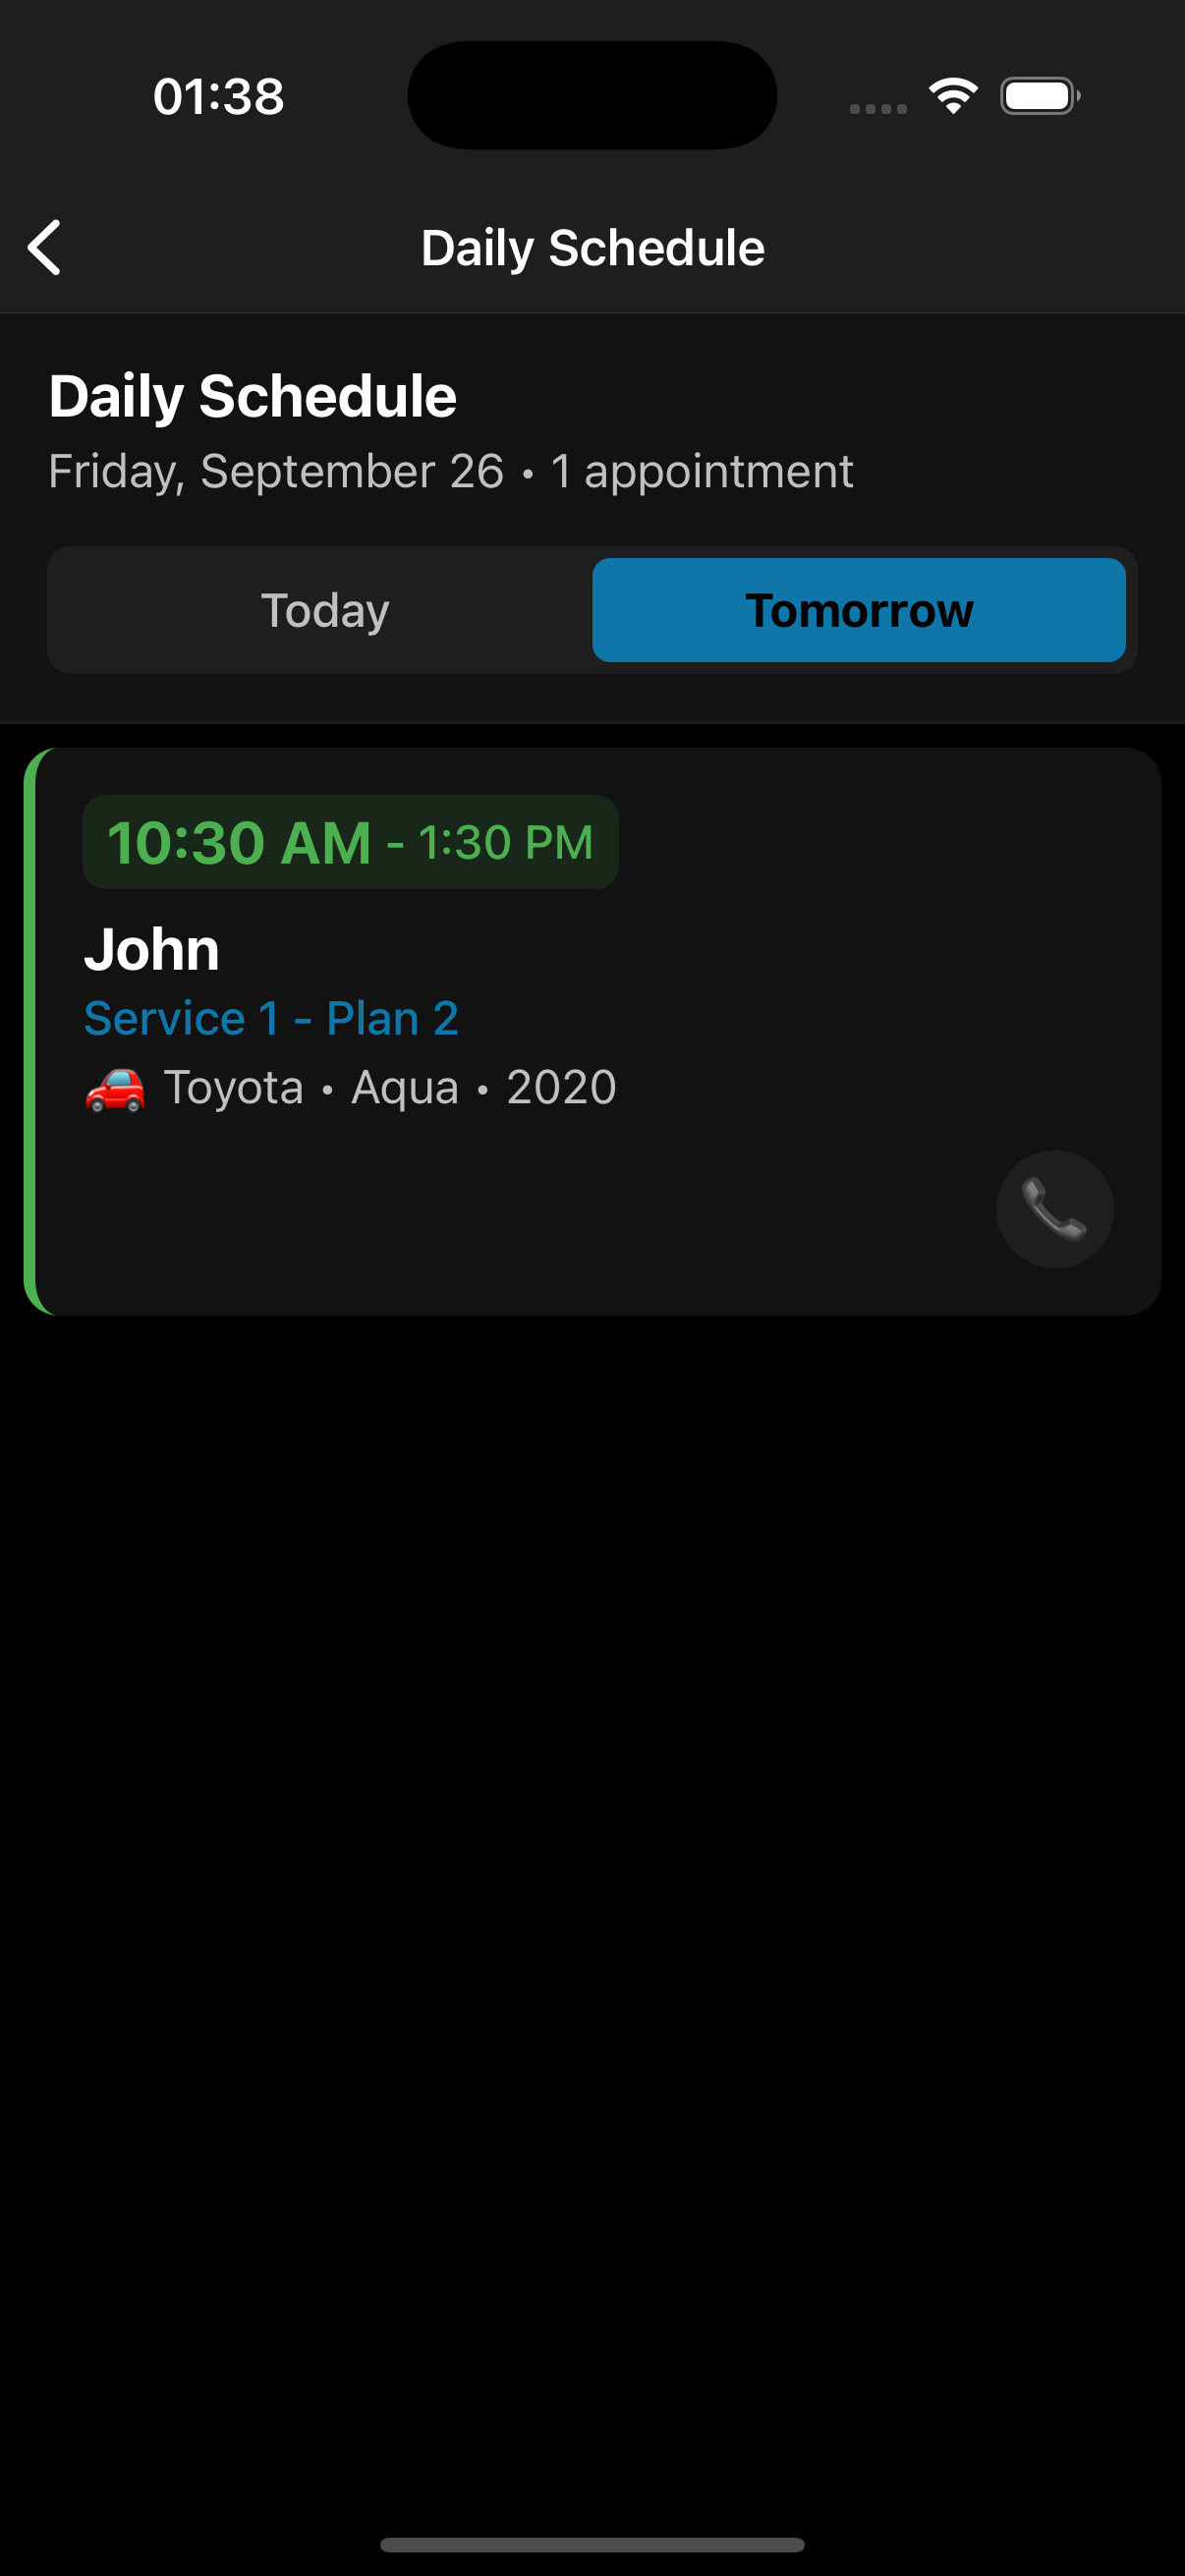 01:38
Daily Schedule
Daily Schedule
Friday, September 26 • 1 appointment
Today
Tomorrow
10:30 AM - 1:30 PM
John
Service 1 - Plan 2
🚗 Toyota • Aqua • 2020